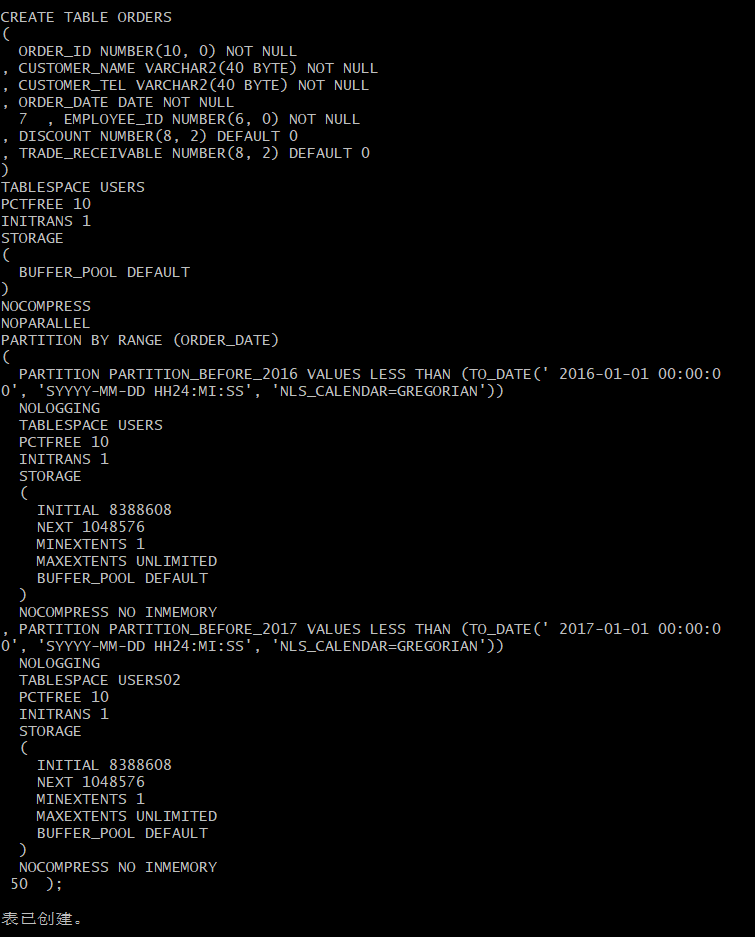 CREATE TABLE ORDERS
(
  ORDER_ID NUMBER(10, 0) NOT NULL
, CUSTOMER_NAME VARCHAR2(40 BYTE) NOT NULL
, CUSTOMER_TEL VARCHAR2(40 BYTE) NOT NULL
, ORDER_DATE DATE NOT NULL
  7  , EMPLOYEE_ID NUMBER(6, 0) NOT NULL
, DISCOUNT NUMBER(8, 2) DEFAULT 0
, TRADE_RECEIVABLE NUMBER(8, 2) DEFAULT 0
)
TABLESPACE USERS
PCTFREE 10
INITRANS 1
STORAGE
(
  BUFFER_POOL DEFAULT
)
NOCOMPRESS
NOPARALLEL
PARTITION BY RANGE (ORDER_DATE)
(
  PARTITION PARTITION_BEFORE_2016 VALUES LESS THAN (TO_DATE(' 2016-01-01 00:00:0
0', 'SYYYY-MM-DD HH24:MI:SS', 'NLS_CALENDAR=GREGORIAN'))
  NOLOGGING
  TABLESPACE USERS
  PCTFREE 10
  INITRANS 1
  STORAGE
  (
    INITIAL 8388608
    NEXT 1048576
    MINEXTENTS 1
    MAXEXTENTS UNLIMITED
    BUFFER_POOL DEFAULT
  )
  NOCOMPRESS NO INMEMORY
, PARTITION PARTITION_BEFORE_2017 VALUES LESS THAN (TO_DATE(' 2017-01-01 00:00:0
0', 'SYYYY-MM-DD HH24:MI:SS', 'NLS_CALENDAR=GREGORIAN'))
  NOLOGGING
  TABLESPACE USERS02
  PCTFREE 10
  INITRANS 1
  STORAGE
  (
    INITIAL 8388608
    NEXT 1048576
    MINEXTENTS 1
    MAXEXTENTS UNLIMITED
    BUFFER_POOL DEFAULT
  )
  NOCOMPRESS NO INMEMORY
 50  );
表已创建。